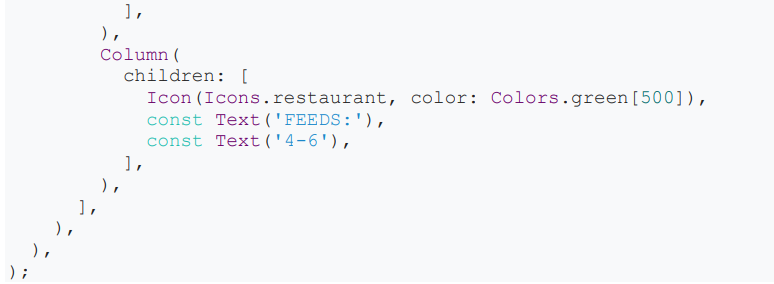 ],
        ),
        Column(
          children: [
            Icon(Icons.restaurant, color: Colors.green[500]),
            const Text('FEEDS:'),
            const Text('4-6'),
          ],
        ),
      ],
    ),
  ),
);